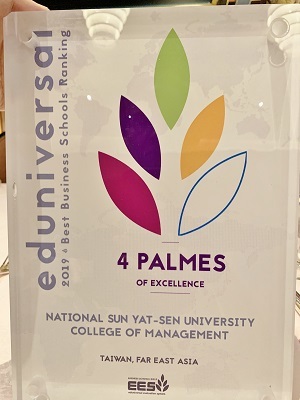 eduniversal
2019 Best Business Schools Ranking
4 PALMES
OF EXCELLENCE
NATIONAL SUN YAT-SEN UNIVERSITY
COLLEGE OF MANAGEMENT
TAIWAN, FAR EAST ASIA
EES